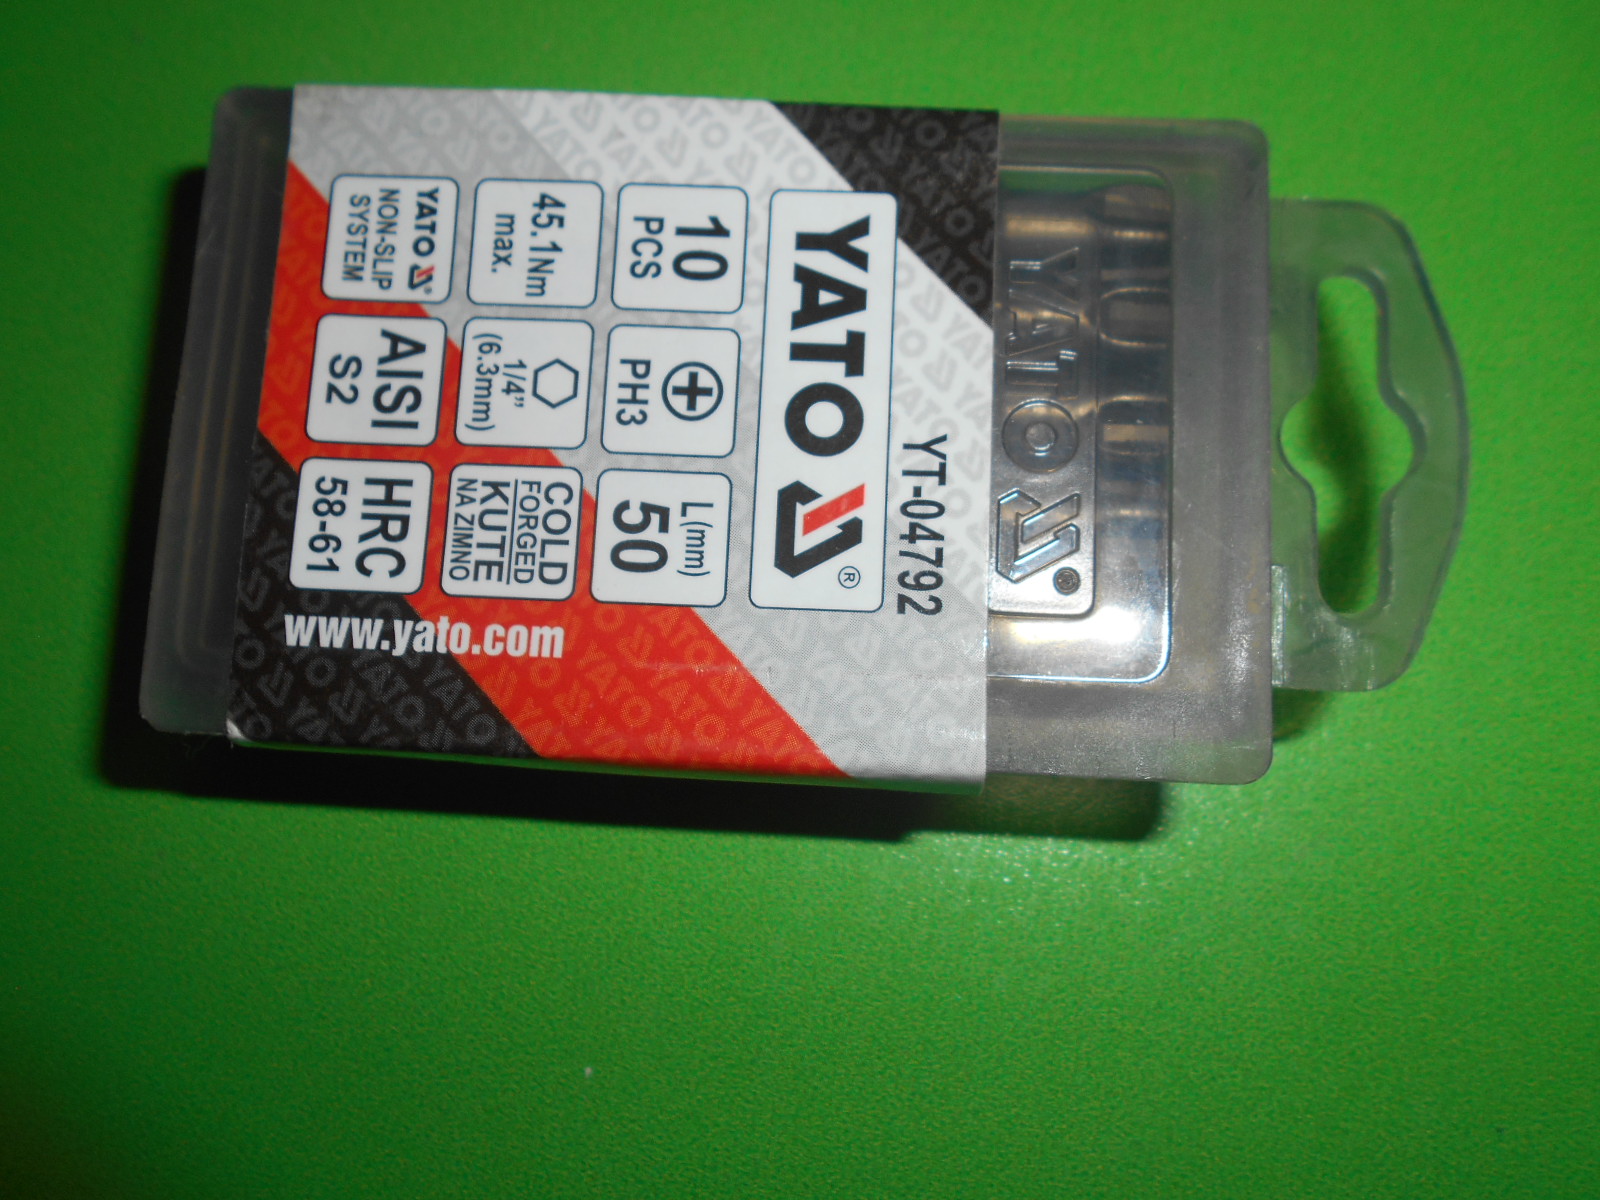 YATO
YT-04792
YATO ®
10
PCS
PH3
L(mm)
50
45.1Nm
max.
1/4”
(6.3mm)
COLD
FORGED
KUTE
NA ZIMNO
YATO
NON-SLIP
SYSTEM
AISI
S2
HRC
58-61
www.yato.com